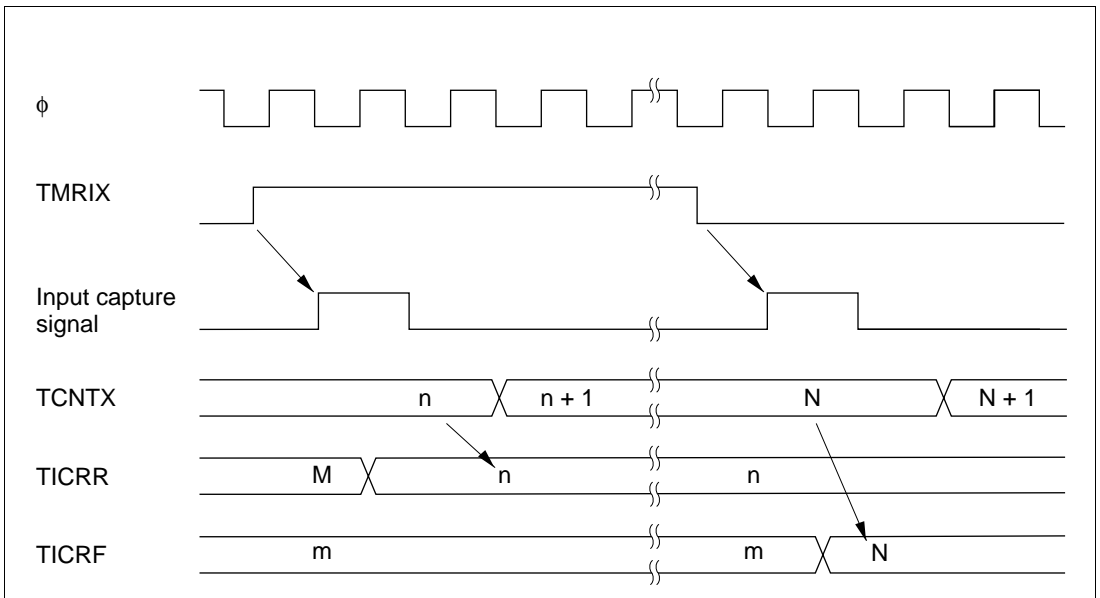 ϕ
TMRIX
Input capture
signal
TCNTX n n + 1 N N + 1
TICRR M n n
TICRF m m N